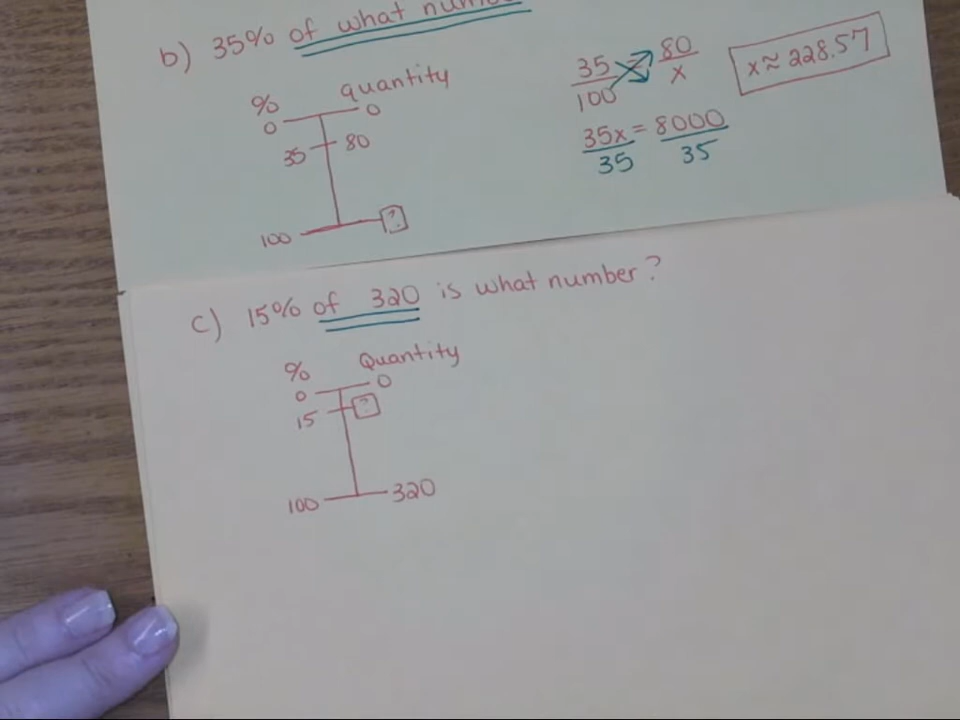 b) 35% of what number
% quantity
0 0
35 80
100 ?
35/100 = 80/x
35x/35 = 8000/35
x ≈ 228.57
c) 15% of 320 is what number?
% Quantity
0 0
15 ?
100 320